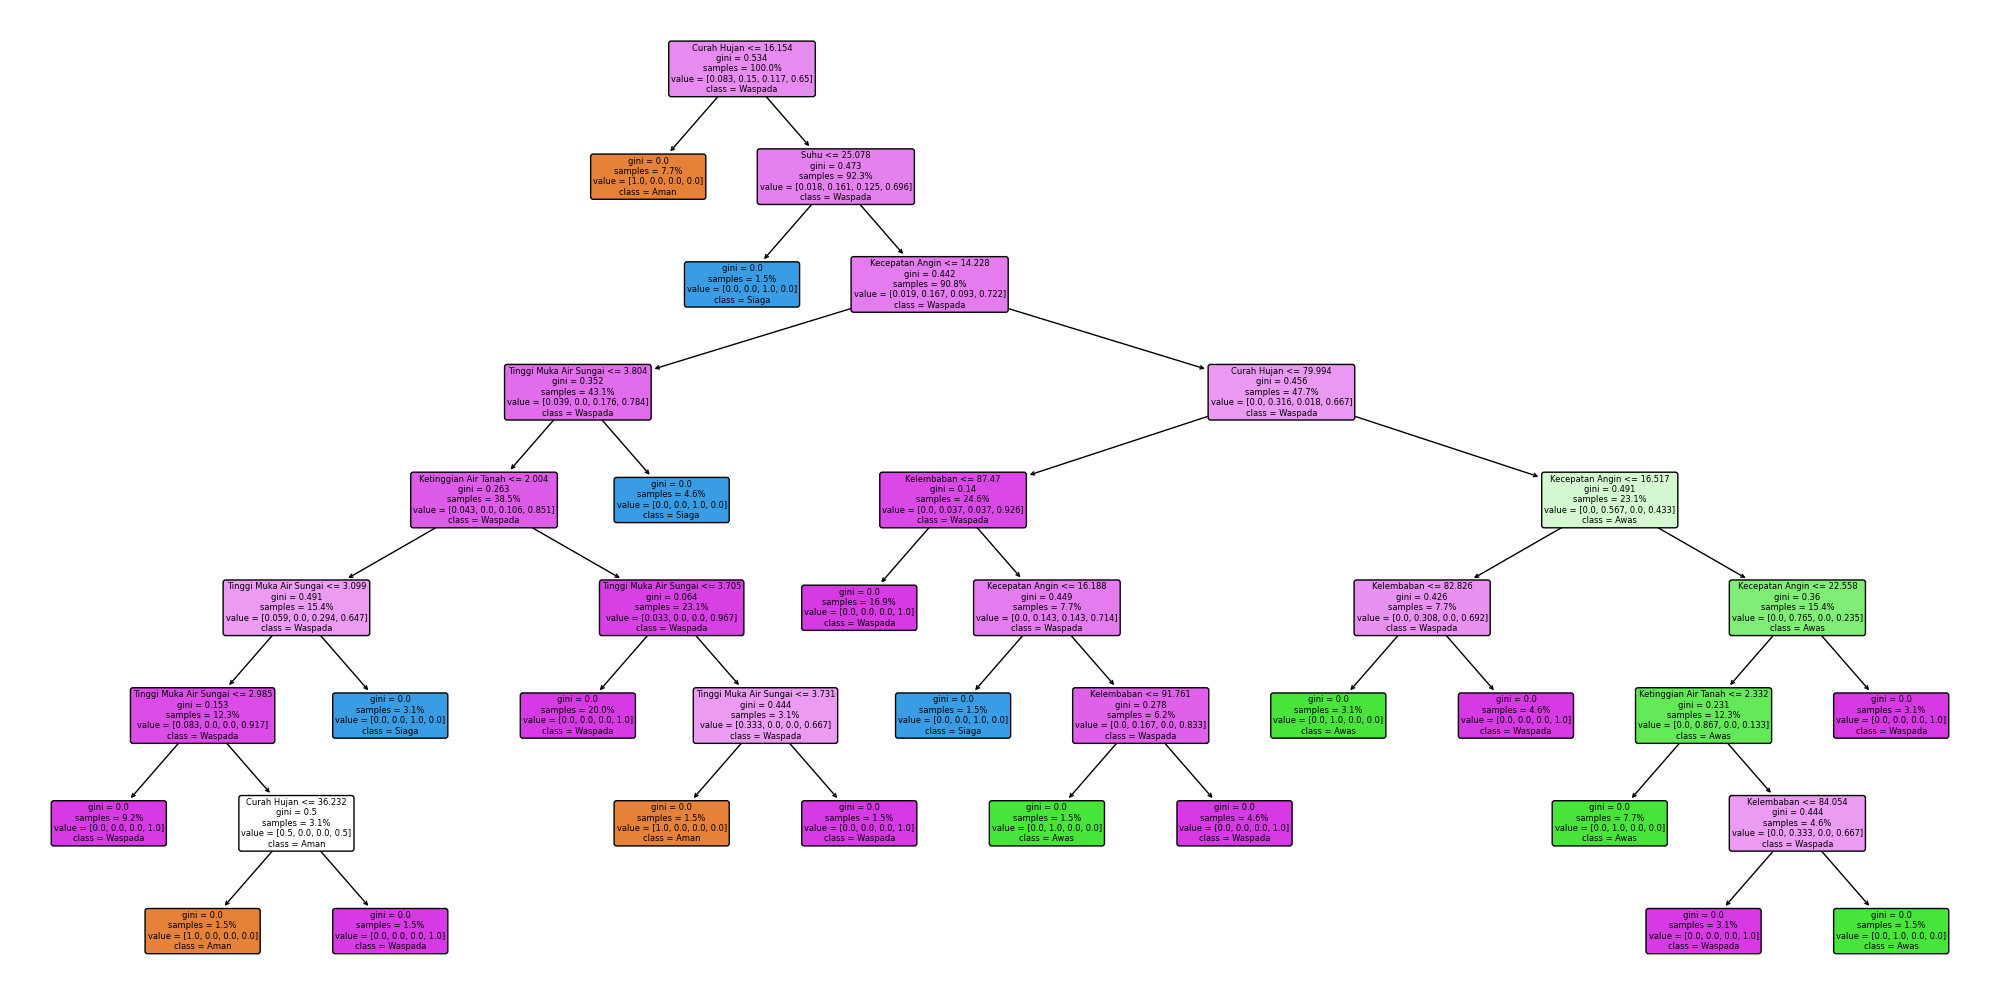 Curah Hujan <= 16.154
gini = 0.534
samples = 100.0%
value = [0.083, 0.15, 0.117, 0.65]
class = Waspada
gini = 0.0
samples = 7.7%
value = [1.0, 0.0, 0.0, 0.0]
class = Aman
Suhu <= 25.078
gini = 0.473
samples = 92.3%
value = [0.018, 0.161, 0.125, 0.696]
class = Waspada
gini = 0.0
samples = 1.5%
value = [0.0, 0.0, 1.0, 0.0]
class = Siaga
Kecepatan Angin <= 14.228
gini = 0.442
samples = 90.8%
value = [0.019, 0.167, 0.093, 0.722]
class = Waspada
Tinggi Muka Air Sungai <= 3.804
gini = 0.352
samples = 43.1%
value = [0.039, 0.0, 0.176, 0.784]
class = Waspada
Curah Hujan <= 79.994
gini = 0.456
samples = 47.7%
value = [0.0, 0.316, 0.018, 0.667]
class = Waspada
Ketinggian Air Tanah <= 2.004
gini = 0.263
samples = 38.5%
value = [0.043, 0.0, 0.106, 0.851]
class = Waspada
gini = 0.0
samples = 4.6%
value = [0.0, 0.0, 1.0, 0.0]
class = Siaga
Kelembaban <= 87.47
gini = 0.14
samples = 24.6%
value = [0.0, 0.037, 0.037, 0.926]
class = Waspada
Kecepatan Angin <= 16.517
gini = 0.491
samples = 23.1%
value = [0.0, 0.567, 0.0, 0.433]
class = Awas
Tinggi Muka Air Sungai <= 3.099
gini = 0.491
samples = 15.4%
value = [0.059, 0.0, 0.294, 0.647]
class = Waspada
Tinggi Muka Air Sungai <= 3.705
gini = 0.064
samples = 23.1%
value = [0.033, 0.0, 0.0, 0.967]
class = Waspada
gini = 0.0
samples = 16.9%
value = [0.0, 0.0, 0.0, 1.0]
class = Waspada
Kecepatan Angin <= 16.188
gini = 0.449
samples = 7.7%
value = [0.0, 0.143, 0.143, 0.714]
class = Waspada
Kelembaban <= 82.826
gini = 0.426
samples = 7.7%
value = [0.0, 0.308, 0.0, 0.692]
class = Waspada
Kecepatan Angin <= 22.558
gini = 0.36
samples = 15.4%
value = [0.0, 0.765, 0.0, 0.235]
class = Awas
Tinggi Muka Air Sungai <= 2.985
gini = 0.153
samples = 12.3%
value = [0.083, 0.0, 0.0, 0.917]
class = Waspada
gini = 0.0
samples = 3.1%
value = [0.0, 0.0, 1.0, 0.0]
class = Siaga
gini = 0.0
samples = 20.0%
value = [0.0, 0.0, 0.0, 1.0]
class = Waspada
Tinggi Muka Air Sungai <= 3.731
gini = 0.444
samples = 3.1%
value = [0.333, 0.0, 0.0, 0.667]
class = Waspada
gini = 0.0
samples = 1.5%
value = [0.0, 0.0, 1.0, 0.0]
class = Siaga
Kelembaban <= 91.761
gini = 0.278
samples = 6.2%
value = [0.0, 0.167, 0.0, 0.833]
class = Waspada
gini = 0.0
samples = 3.1%
value = [0.0, 1.0, 0.0, 0.0]
class = Awas
gini = 0.0
samples = 4.6%
value = [0.0, 0.0, 0.0, 1.0]
class = Waspada
Ketinggian Air Tanah <= 2.332
gini = 0.231
samples = 12.3%
value = [0.0, 0.867, 0.0, 0.133]
class = Awas
gini = 0.0
samples = 3.1%
value = [0.0, 0.0, 0.0, 1.0]
class = Waspada
gini = 0.0
samples = 9.2%
value = [0.0, 0.0, 0.0, 1.0]
class = Waspada
Curah Hujan <= 36.232
gini = 0.5
samples = 3.1%
value = [0.5, 0.0, 0.0, 0.5]
class = Aman
gini = 0.0
samples = 1.5%
value = [1.0, 0.0, 0.0, 0.0]
class = Aman
gini = 0.0
samples = 1.5%
value = [0.0, 0.0, 0.0, 1.0]
class = Waspada
gini = 0.0
samples = 1.5%
value = [0.0, 1.0, 0.0, 0.0]
class = Awas
gini = 0.0
samples = 4.6%
value = [0.0, 0.0, 0.0, 1.0]
class = Waspada
gini = 0.0
samples = 7.7%
value = [0.0, 1.0, 0.0, 0.0]
class = Awas
Kelembaban <= 84.054
gini = 0.444
samples = 4.6%
value = [0.0, 0.333, 0.0, 0.667]
class = Waspada
gini = 0.0
samples = 1.5%
value = [1.0, 0.0, 0.0, 0.0]
class = Aman
gini = 0.0
samples = 1.5%
value = [0.0, 0.0, 0.0, 1.0]
class = Waspada
gini = 0.0
samples = 3.1%
value = [0.0, 0.0, 0.0, 1.0]
class = Waspada
gini = 0.0
samples = 1.5%
value = [0.0, 1.0, 0.0, 0.0]
class = Awas